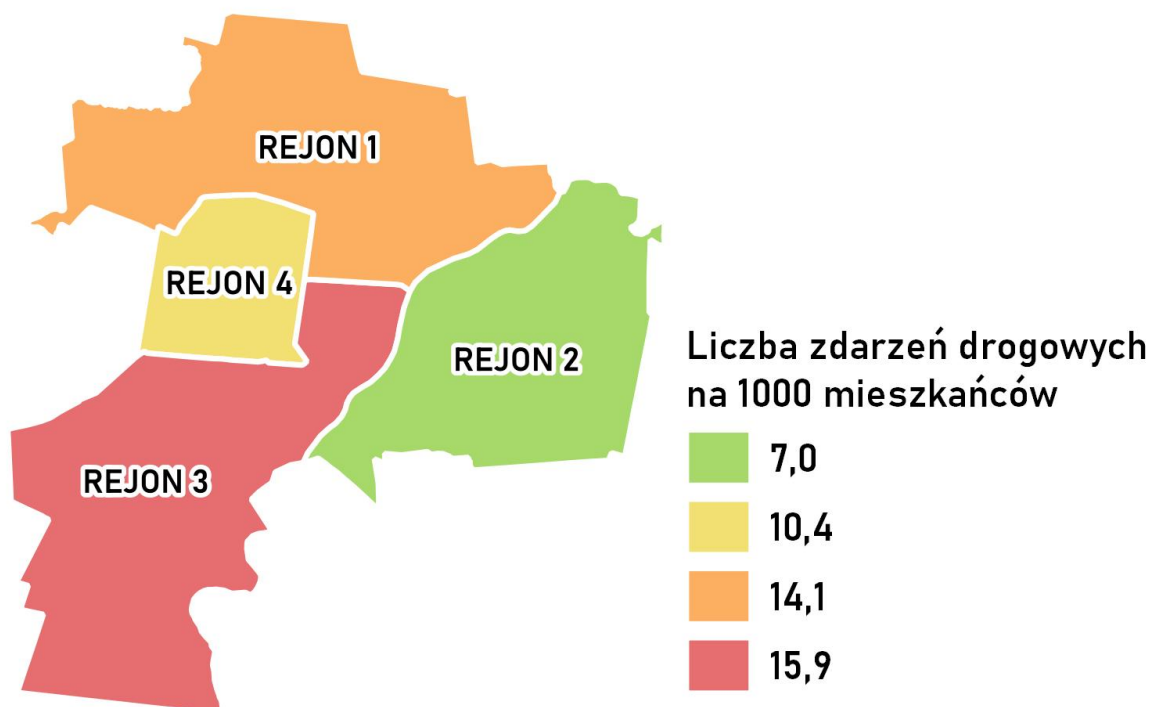 REJON 1
REJON 4
REJON 2
REJON 3
Liczba zdarzeń drogowych
na 1000 mieszkańców
7,0
10,4
14,1
15,9